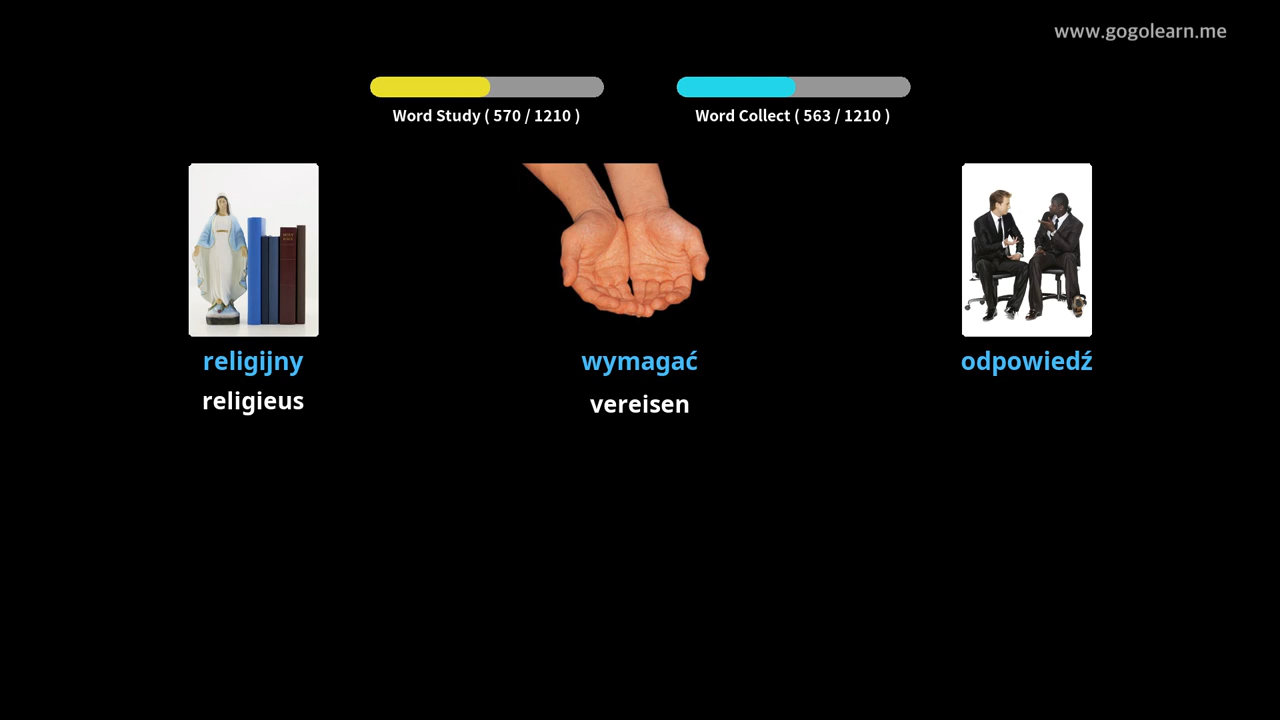 www.gogolearn.me
Word Study ( 570 / 1210 )
Word Collect ( 563 / 1210 )
religijny
wymagać
odpowiedź
religieus
vereisen